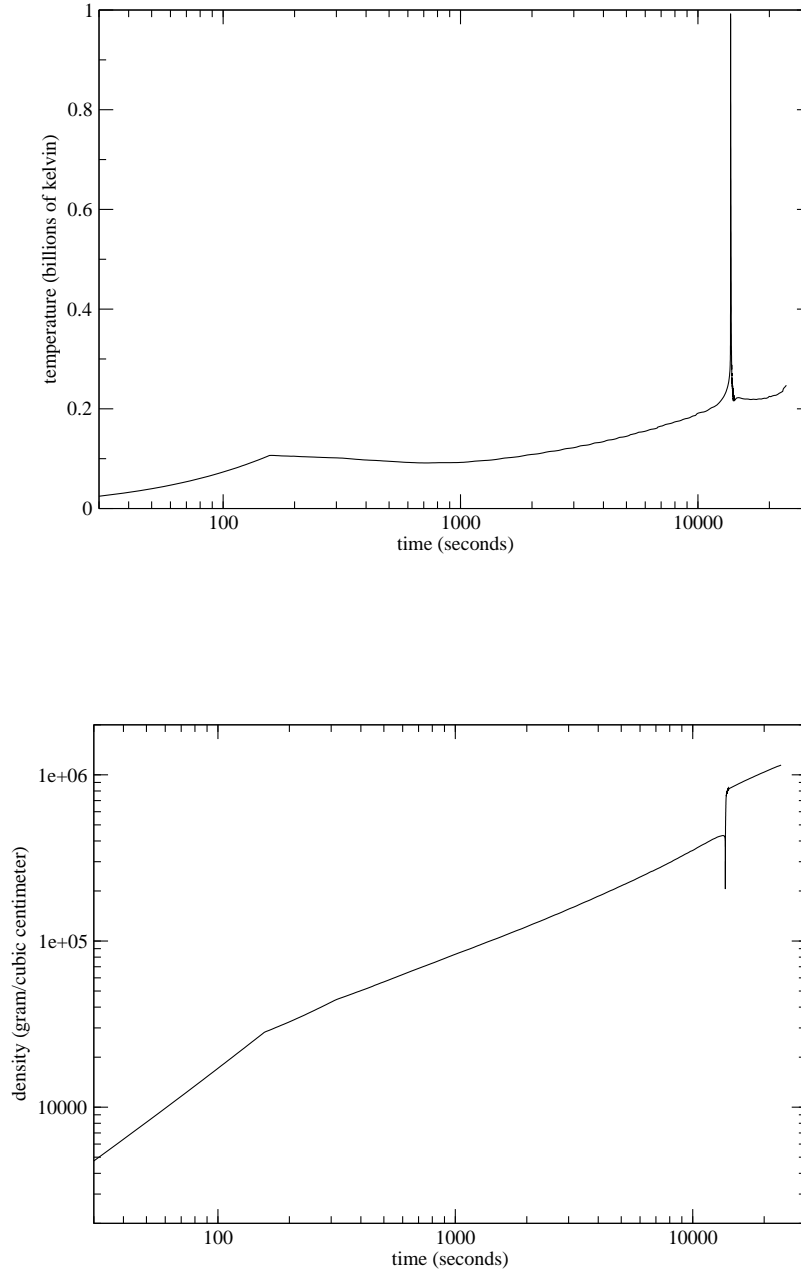 1
0.8
0.6
0.4
0.2
0
temperature (billions of kelvin)
100
1000
10000
time (seconds)
1e+06
1e+05
10000
density (gram/cubic centimeter)
100
1000
10000
time (seconds)